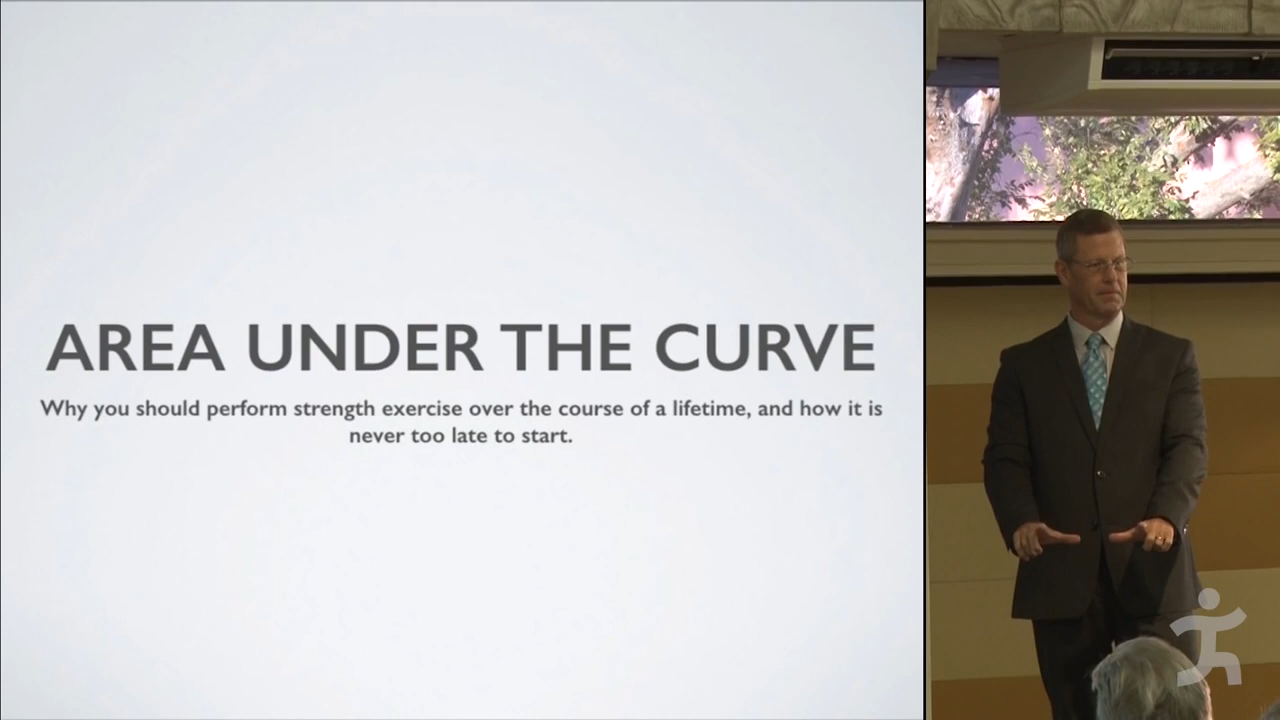 AREA UNDER THE CURVE
Why you should perform strength exercise over the course of a lifetime, and how it is
never too late to start.